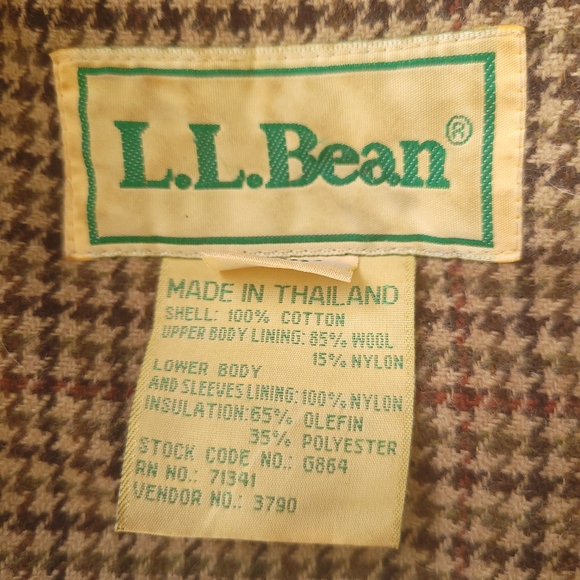 L.L.Bean®
MADE IN THAILAND
SHELL: 100% COTTON
UPPER BODY LINING: 85% WOOL
15% NYLON
LOWER BODY
AND SLEEVES LINING: 100% NYLON
INSULATION: 65% OLEFIN
35% POLYESTER
STOCK CODE NO.: G864
RN NO.: 71341
VENDOR NO.: 3790